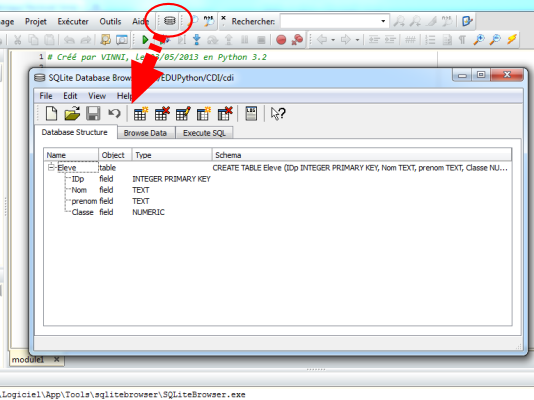 age Projet Exécuter Outils Aide Rechercher:
1 # Créé par VINNI, Le 03/05/2013 en Python 3.2
SQLite Database Brow EDUPython/CDI/cdi
File Edit View Help
Database Structure Browse Data Execute SQL
Name Object Type Schema
Eleve table CREATE TABLE Eleve (IDp INTEGER PRIMARY KEY, Nom TEXT, prenom TEXT, Classe NU...
IDp field INTEGER PRIMARY KEY
Nom field TEXT
prenom field TEXT
Classe field NUMERIC
module1 ×
\Logiciel\App\Tools\sqlitebrowser\SQLiteBrowser.exe